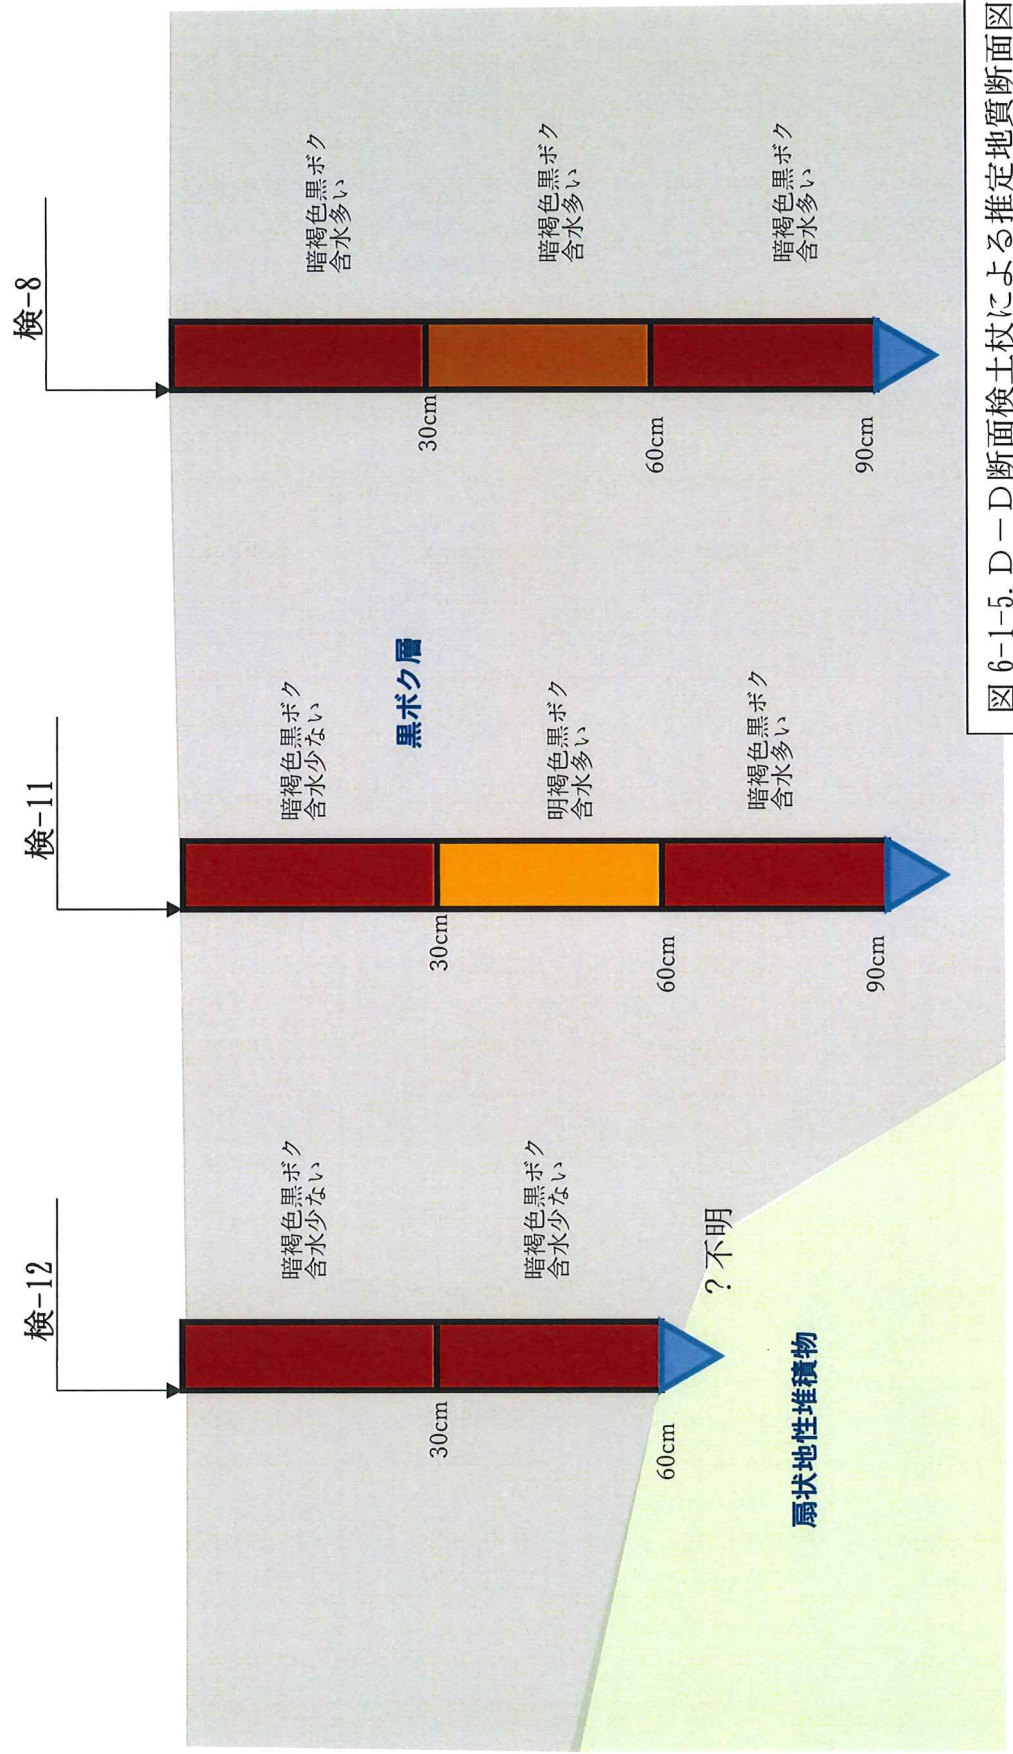 検-12
検-11
検-8
暗褐色黒ボク
含水少ない
暗褐色黒ボク
含水少ない
暗褐色黒ボク
含水多い
30cm
30cm
30cm
黒ボク層
暗褐色黒ボク
含水少ない
明褐色黒ボク
含水多い
暗褐色黒ボク
含水多い
60cm
60cm
60cm
?不明
暗褐色黒ボク
含水多い
暗褐色黒ボク
含水多い
扇状地性堆積物
90cm
90cm
図 6-1-5. D-D断面検土杖による推定地質断面図